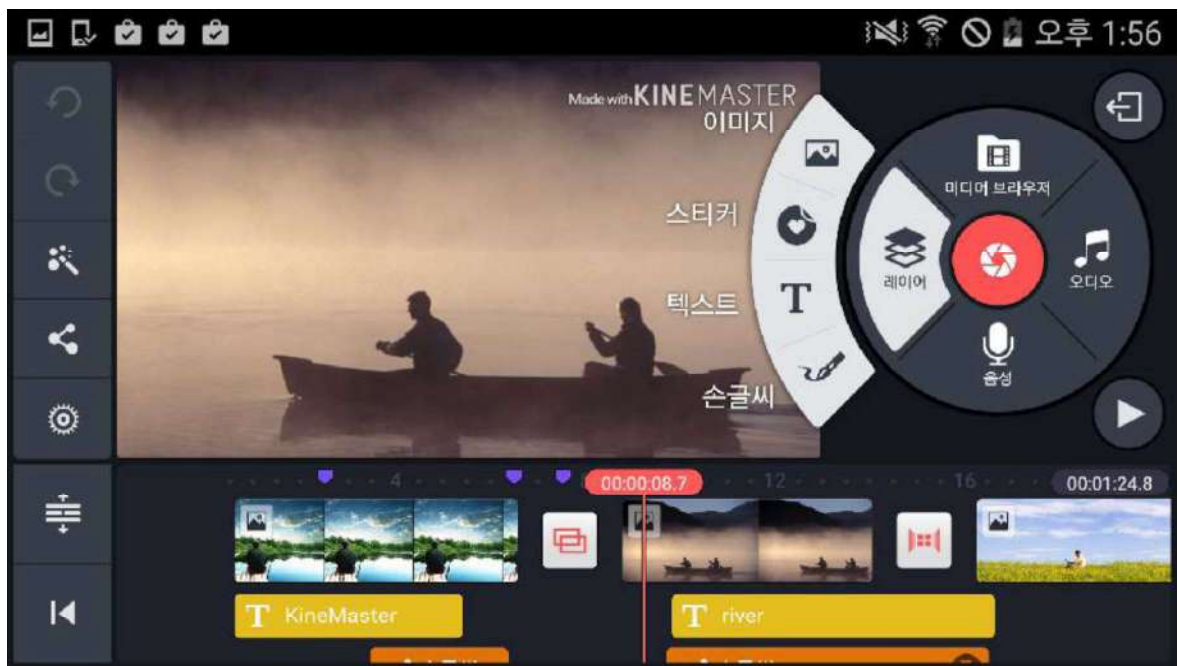 오후 1:56
Made with KINEMASTER
이미지
스티커
텍스트
손글씨
미디어 브라우저
레이어
오디오
음성
4
00:00:08.7
12
16
00:01:24.8
T KineMaster
T river